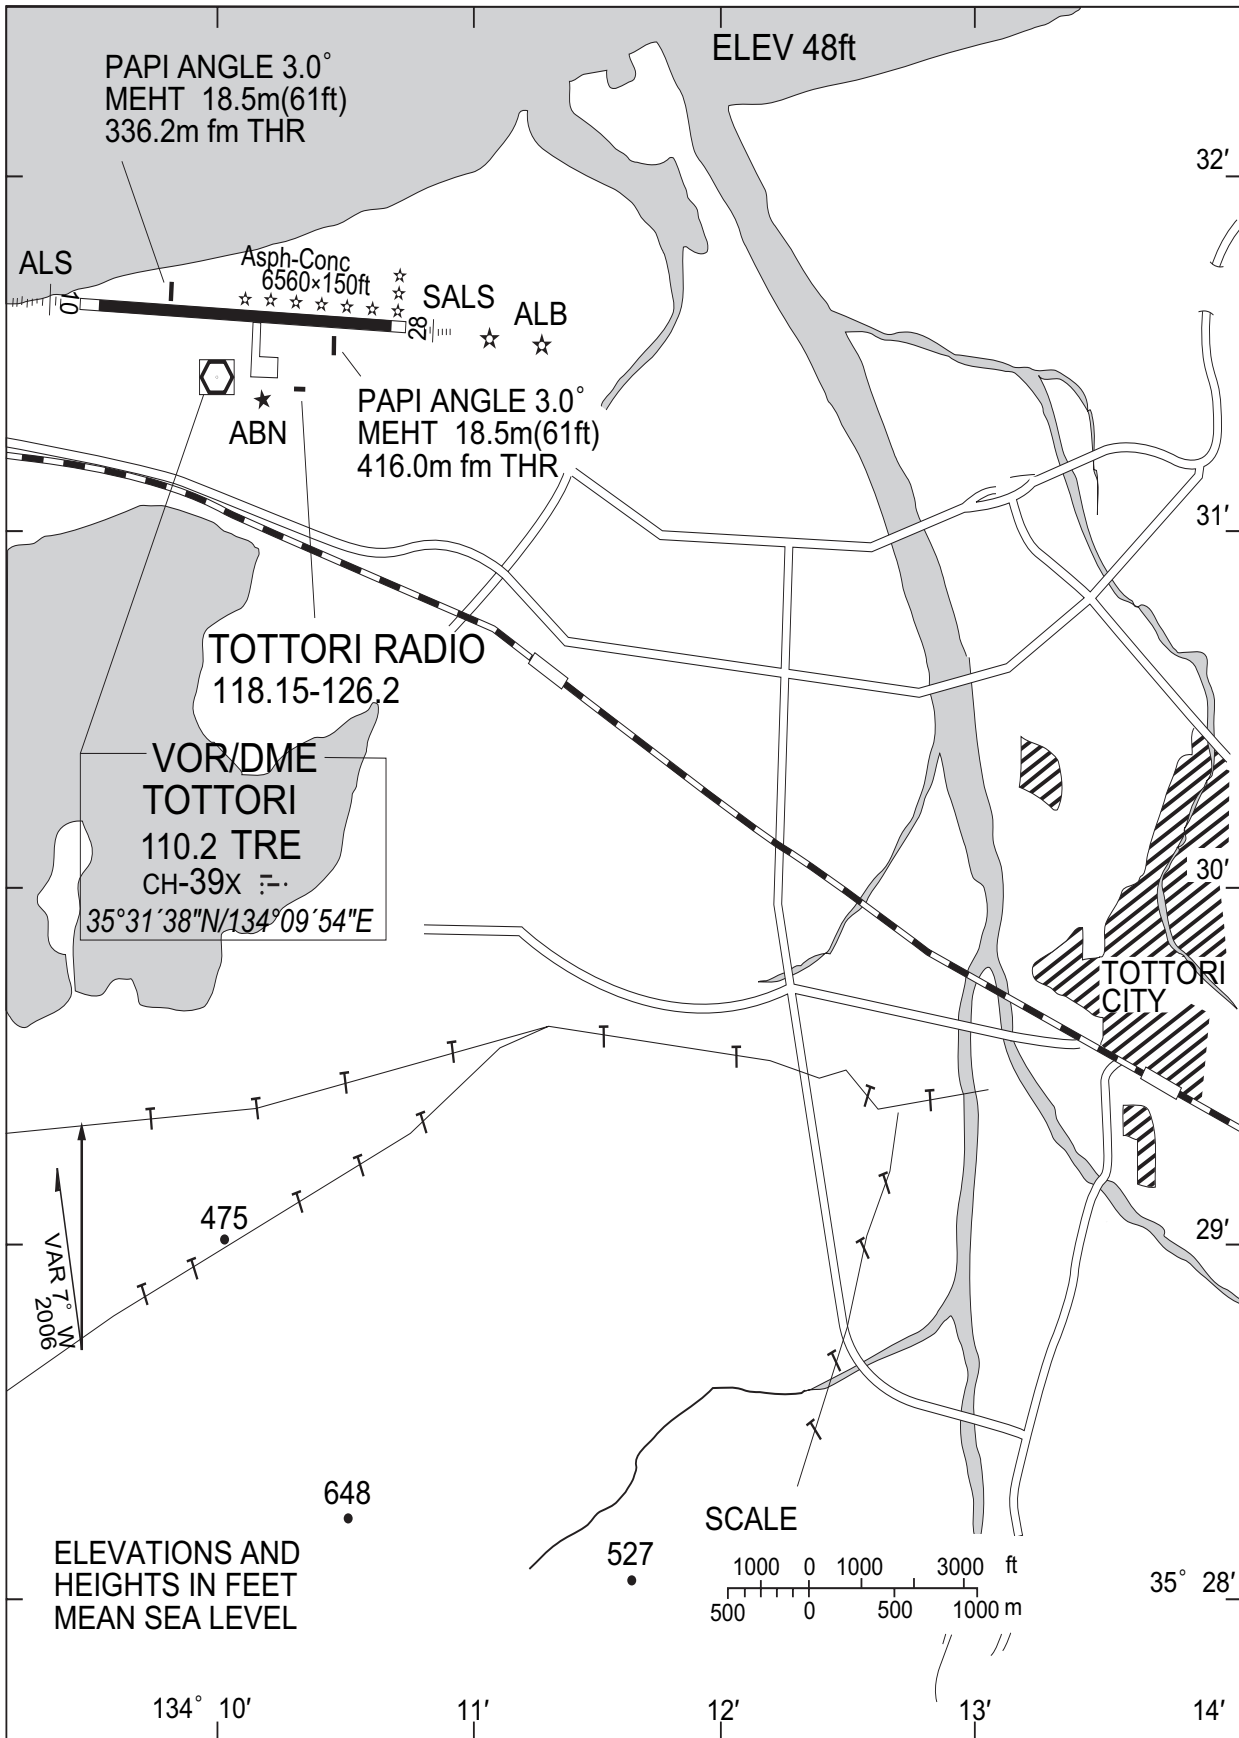 ELEV 48ft
PAPI ANGLE 3.0°
MEHT 18.5m(61ft)
336.2m fm THR
32′
ALS
Asph-Conc
6560×150ft
10
28
SALS
ALB
ABN
PAPI ANGLE 3.0°
MEHT 18.5m(61ft)
416.0m fm THR
31′
TOTTORI RADIO
118.15-126.2
VOR/DME
TOTTORI
110.2 TRE
CH-39X
35°31´38"N/134°09´54"E
30′
TOTTORI
CITY
475
29′
VAR 7° W
2006
648
527
ELEVATIONS AND
HEIGHTS IN FEET
MEAN SEA LEVEL
SCALE
1000 0 1000 3000 ft
500 0 500 1000 m
35° 28′
134° 10′ 11′ 12′ 13′ 14′